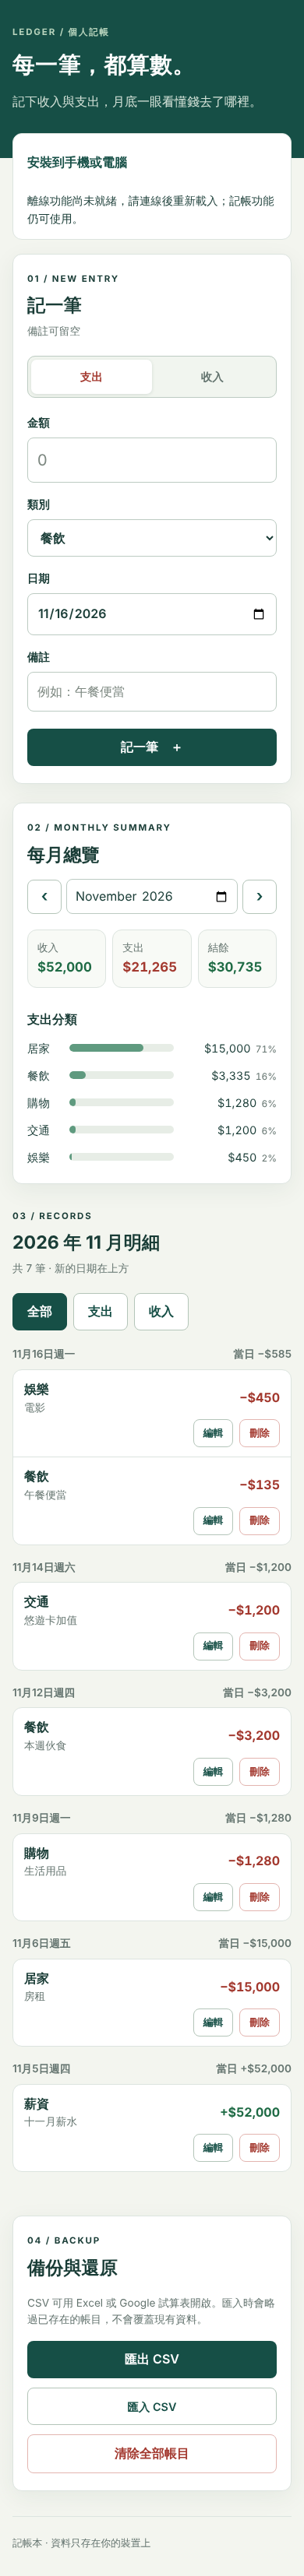 LEDGER / 個人記帳
每一筆，都算數。
記下收入與支出，月底一眼看懂錢去了哪裡。
安裝到手機或電腦
離線功能尚未就緒，請連線後重新載入；記帳功能
仍可使用。
01 / NEW ENTRY
記一筆
備註可留空
支出 收入
金額
0
類別
餐飲
日期
11/16/2026
備註
例如：午餐便當
記一筆 +
02 / MONTHLY SUMMARY
每月總覽
‹ November 2026 ›
收入 支出 結餘
$52,000 $21,265 $30,735
支出分類
居家 $15,000 71%
餐飲 $3,335 16%
購物 $1,280 6%
交通 $1,200 6%
娛樂 $450 2%
03 / RECORDS
2026 年 11 月明細
共 7 筆 · 新的日期在上方
全部 支出 收入
11月16日週一 當日 −$585
娛樂 −$450
電影
編輯 刪除
餐飲 −$135
午餐便當
編輯 刪除
11月14日週六 當日 −$1,200
交通 −$1,200
悠遊卡加值
編輯 刪除
11月12日週四 當日 −$3,200
餐飲 −$3,200
本週伙食
編輯 刪除
11月9日週一 當日 −$1,280
購物 −$1,280
生活用品
編輯 刪除
11月6日週五 當日 −$15,000
居家 −$15,000
房租
編輯 刪除
11月5日週四 當日 +$52,000
薪資 +$52,000
十一月薪水
編輯 刪除
04 / BACKUP
備份與還原
CSV 可用 Excel 或 Google 試算表開啟。匯入時會略
過已存在的帳目，不會覆蓋現有資料。
匯出 CSV
匯入 CSV
清除全部帳目
記帳本 · 資料只存在你的裝置上